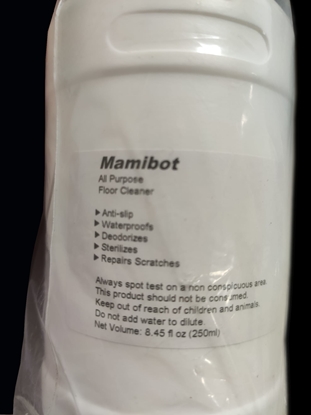 Mamibot
All Purpose
Floor Cleaner
▶Anti-slip
▶Waterproofs
▶Deodorizes
▶Sterilizes
▶Repairs Scratches
Always spot test on a non conspicuous area.
This product should not be consumed.
Keep out of reach of children and animals.
Do not add water to dilute.
Net Volume: 8.45 fl oz (250ml)